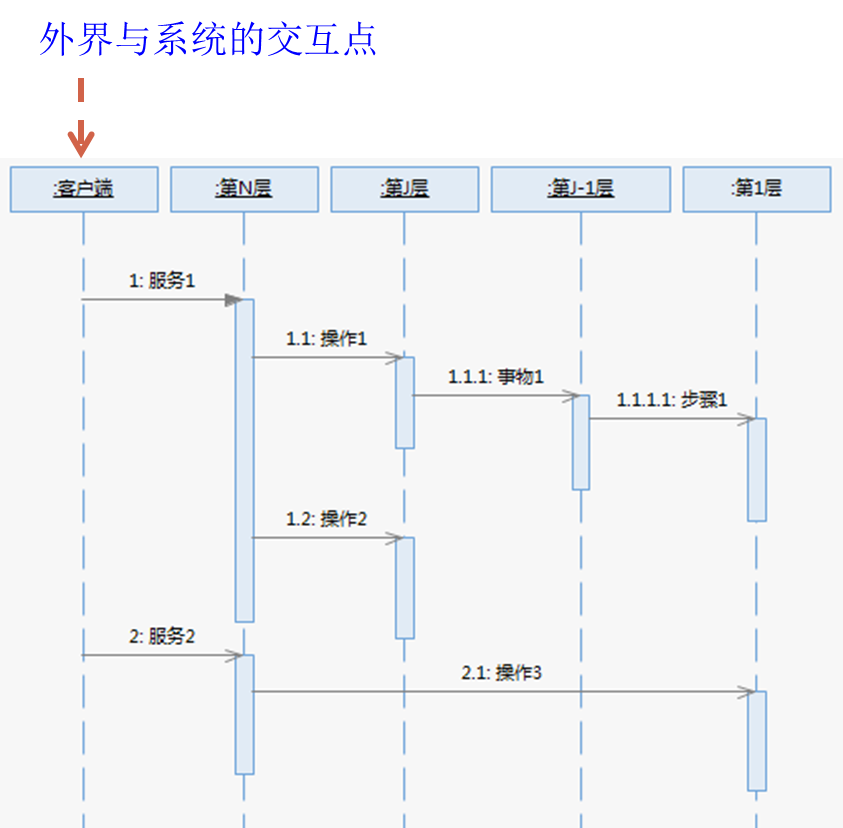 外界与系统的交互点
:客户端
:第N层
:第J层
:第J-1层
:第1层
1: 服务1
1.1: 操作1
1.1.1: 事物1
1.1.1.1: 步骤1
1.2: 操作2
2: 服务2
2.1: 操作3